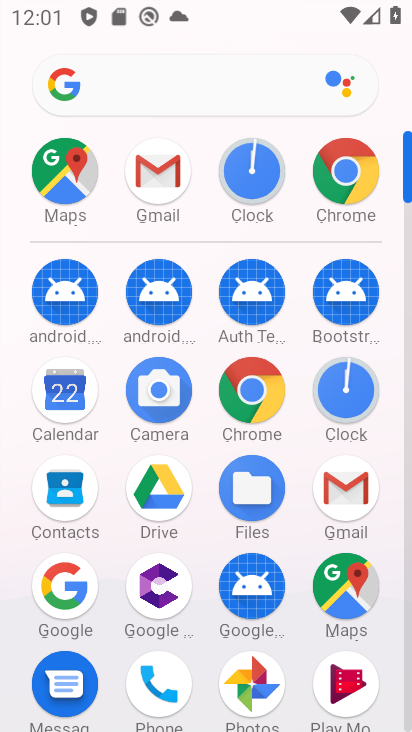 12:01
Maps Gmail Clock Chrome
android... android... Auth Te... Bootstr...
22
Calendar Camera Chrome Clock
Contacts Drive Files Gmail
Google Google ... Google... Maps
Messag Phone Photos Play Mo